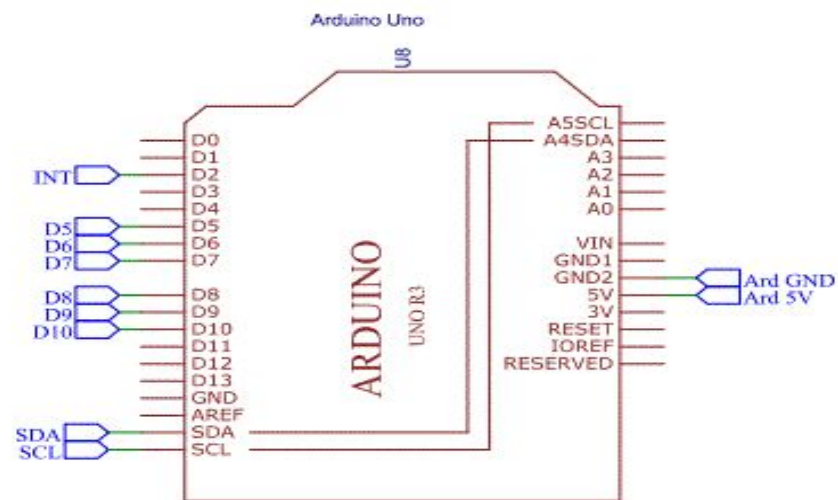 Arduino Uno
U8
A5SCL
D0 A4SDA
D1 A3
INT D2 A2
D3 A1
D4 A0
D5 D5
D6 D6 VIN
D7 D7 GND1
GND2 Ard GND
D8 D8 5V Ard 5V
D9 D9 3V
D10 D10 RESET
D11 IOREF
D12 RESERVED
D13
GND
AREF
SDA SDA
SCL SCL
ARDUINO
UNO R3